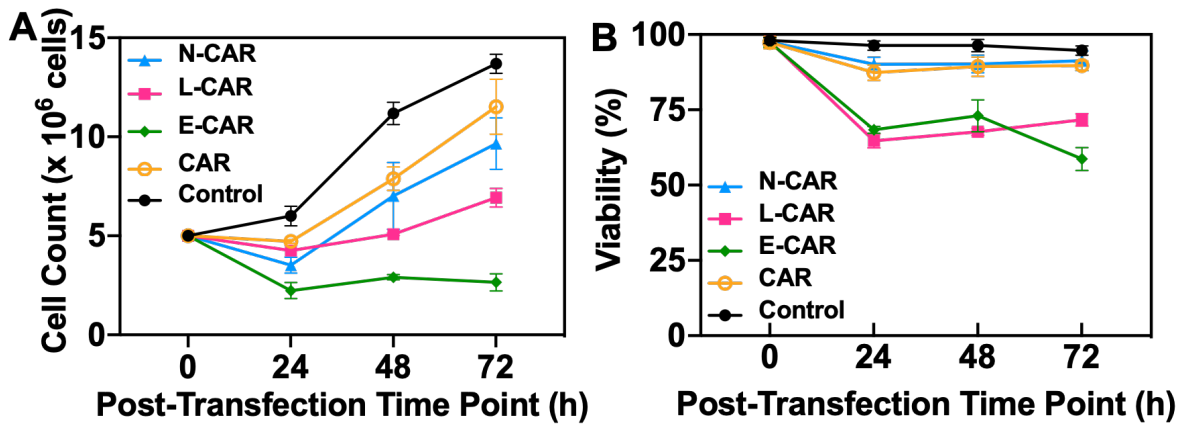 A
Cell Count (x 10⁶ cells)
15
10
5
0
N-CAR
L-CAR
E-CAR
CAR
Control
0 24 48 72
Post-Transfection Time Point (h)
B
Viability (%)
100
75
50
25
0
N-CAR
L-CAR
E-CAR
CAR
Control
0 24 48 72
Post-Transfection Time Point (h)